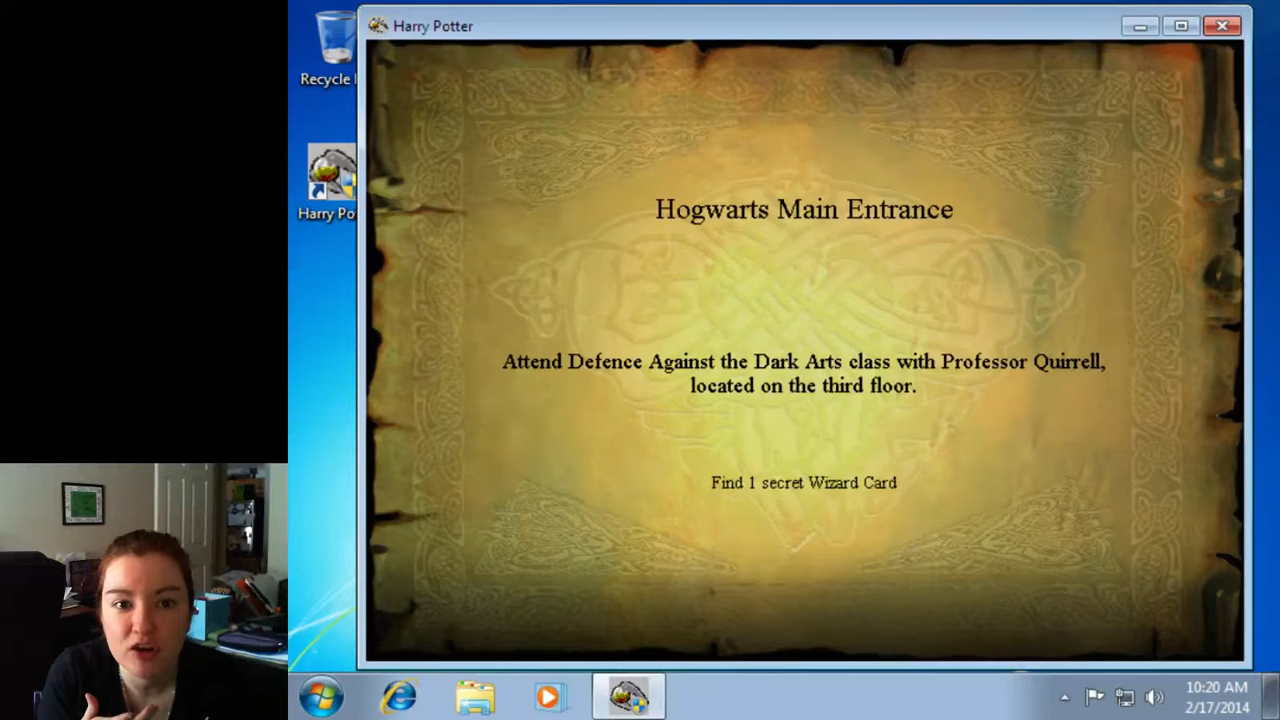 Harry Potter
Recycle
Harry Po
Hogwarts Main Entrance
Attend Defence Against the Dark Arts class with Professor Quirrell,
located on the third floor.
Find 1 secret Wizard Card
10:20 AM
2/17/2014